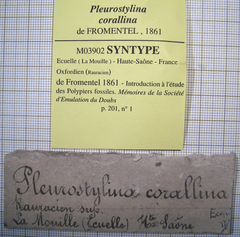 Pleurostylina
corallina
de FROMENTEL , 1861
M03902 SYNTYPE
Ecuelle ( La Mouille ) - Haute-Saône - France
Oxfordien (Rauracien)
de Fromentel 1861 - Introduction à l'étude
des Polypiers fossiles. Mémoires de la Société
d'Emulation du Doubs
p. 201, n° 1
Pleurostylina corallina
Rauracien sup.
La Mouille (Ecuelle) Hte Saône